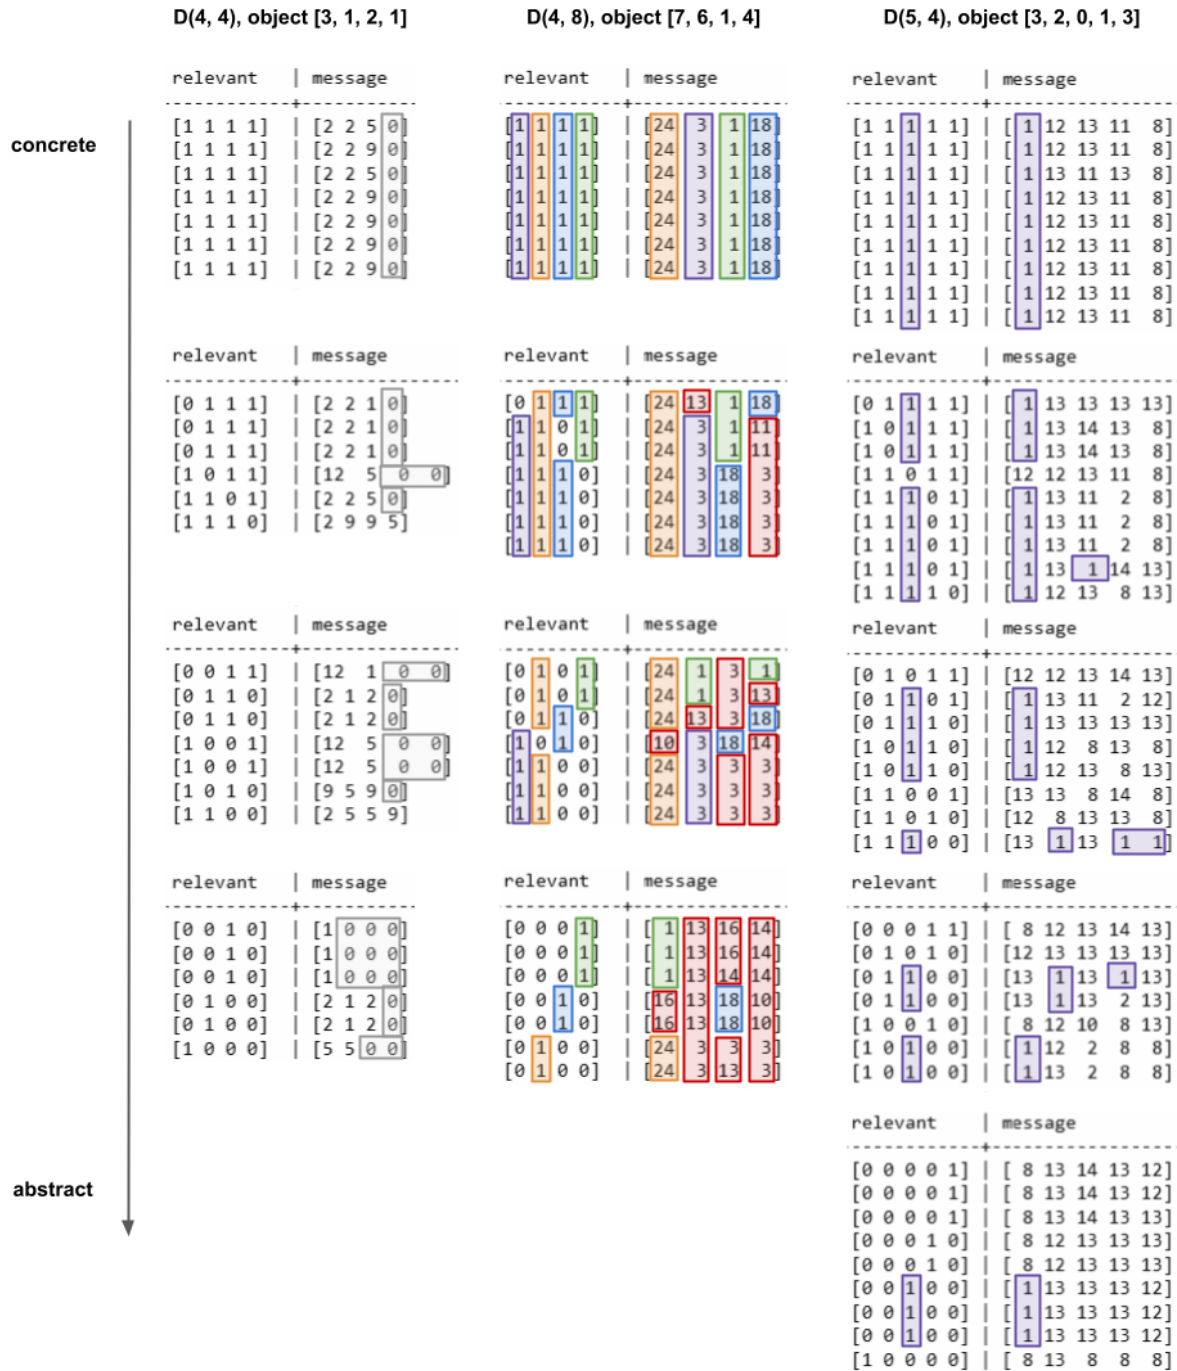 D(4, 4), object [3, 1, 2, 1]
relevant | message
[1 1 1 1] | [2 2 5 0]
[1 1 1 1] | [2 2 9 0]
[1 1 1 1] | [2 2 5 0]
[1 1 1 1] | [2 2 9 0]
[1 1 1 1] | [2 2 9 0]
[1 1 1 1] | [2 2 9 0]
[1 1 1 1] | [2 2 9 0]
relevant | message
[0 1 1 1] | [2 2 1 0]
[0 1 1 1] | [2 2 1 0]
[0 1 1 1] | [2 2 1 0]
[1 0 1 1] | [12 5 0 0]
[1 1 0 1] | [2 2 5 0]
[1 1 1 0] | [2 9 9 5]
relevant | message
[0 0 1 1] | [12 1 0 0]
[0 1 1 0] | [2 1 2 0]
[0 1 1 0] | [2 1 2 0]
[1 0 0 1] | [12 5 0 0]
[1 0 0 1] | [12 5 0 0]
[1 0 1 0] | [9 5 9 0]
[1 1 0 0] | [2 5 5 9]
relevant | message
[0 0 1 0] | [1 0 0 0]
[0 0 1 0] | [1 0 0 0]
[0 0 1 0] | [1 0 0 0]
[0 1 0 0] | [2 1 2 0]
[0 1 0 0] | [2 1 2 0]
[1 0 0 0] | [5 5 0 0]
D(4, 8), object [7, 6, 1, 4]
relevant | message
[1 1 1 1] | [24 3 1 18]
[1 1 1 1] | [24 3 1 18]
[1 1 1 1] | [24 3 1 18]
[1 1 1 1] | [24 3 1 18]
[1 1 1 1] | [24 3 1 18]
[1 1 1 1] | [24 3 1 18]
[1 1 1 1] | [24 3 1 18]
relevant | message
[0 1 1 1] | [24 13 1 18]
[1 1 0 1] | [24 3 1 11]
[1 1 0 1] | [24 3 1 11]
[1 1 1 0] | [24 3 18 3]
[1 1 1 0] | [24 3 18 3]
[1 1 1 0] | [24 3 18 3]
[1 1 1 0] | [24 3 18 3]
relevant | message
[0 1 0 1] | [24 1 3 1]
[0 1 0 1] | [24 1 3 13]
[0 1 1 0] | [24 13 3 18]
[1 0 1 0] | [10 3 18 14]
[1 1 0 0] | [24 3 3 3]
[1 1 0 0] | [24 3 3 3]
[1 1 0 0] | [24 3 3 3]
relevant | message
[0 0 0 1] | [ 1 13 16 14]
[0 0 0 1] | [ 1 13 16 14]
[0 0 0 1] | [ 1 13 14 14]
[0 0 1 0] | [16 13 18 10]
[0 0 1 0] | [16 13 18 10]
[0 1 0 0] | [24 3 3 3]
[0 1 0 0] | [24 3 13 3]
D(5, 4), object [3, 2, 0, 1, 3]
relevant | message
[1 1 1 1 1] | [ 1 12 13 11 8]
[1 1 1 1 1] | [ 1 12 13 11 8]
[1 1 1 1 1] | [ 1 13 11 13 8]
[1 1 1 1 1] | [ 1 12 13 11 8]
[1 1 1 1 1] | [ 1 12 13 11 8]
[1 1 1 1 1] | [ 1 12 13 11 8]
[1 1 1 1 1] | [ 1 12 13 11 8]
[1 1 1 1 1] | [ 1 12 13 11 8]
[1 1 1 1 1] | [ 1 12 13 11 8]
relevant | message
[0 1 1 1 1] | [ 1 13 13 13 13]
[1 0 1 1 1] | [ 1 13 14 13 8]
[1 0 1 1 1] | [ 1 13 14 13 8]
[1 1 0 1 1] | [12 12 13 11 8]
[1 1 1 0 1] | [ 1 13 11 2 8]
[1 1 1 0 1] | [ 1 13 11 2 8]
[1 1 1 0 1] | [ 1 13 11 2 8]
[1 1 1 0 1] | [ 1 13 1 14 13]
[1 1 1 1 0] | [ 1 12 13 8 13]
relevant | message
[0 1 0 1 1] | [12 12 13 14 13]
[0 1 1 0 1] | [ 1 13 11 2 12]
[0 1 1 1 0] | [ 1 13 13 13 13]
[1 0 1 1 0] | [ 1 12 8 13 8]
[1 0 1 1 0] | [ 1 12 13 8 13]
[1 1 0 0 1] | [13 13 8 14 8]
[1 1 0 1 0] | [12 8 13 13 8]
[1 1 1 0 0] | [13 1 13 1 1]
relevant | message
[0 0 0 1 1] | [ 8 12 13 14 13]
[0 1 0 1 0] | [12 13 13 13 13]
[0 1 1 0 0] | [13 1 13 1 13]
[0 1 1 0 0] | [13 1 13 2 13]
[1 0 0 1 0] | [ 8 12 10 8 13]
[1 0 1 0 0] | [ 1 12 2 8 8]
[1 0 1 0 0] | [ 1 13 2 8 8]
relevant | message
[0 0 0 0 1] | [ 8 13 14 13 12]
[0 0 0 0 1] | [ 8 13 14 13 12]
[0 0 0 0 1] | [ 8 13 14 13 13]
[0 0 0 1 0] | [ 8 12 13 13 13]
[0 0 0 1 0] | [ 8 12 13 13 13]
[0 0 1 0 0] | [ 1 13 13 13 12]
[0 0 1 0 0] | [ 1 13 13 13 12]
[0 0 1 0 0] | [ 1 13 13 13 12]
[1 0 0 0 0] | [ 8 13 8 8 8]
concrete
abstract